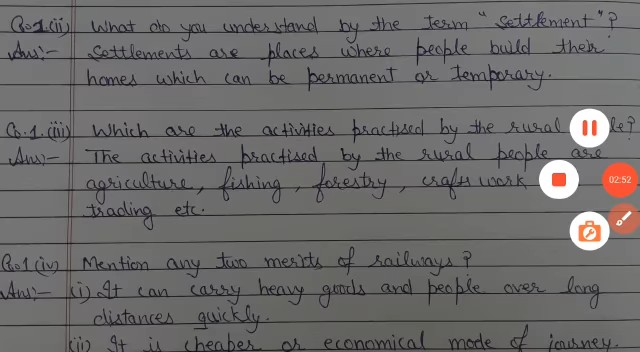 Q.1(ii) What do you understand by the term "Settlement"?
Ans:- Settlements are places where people build their
homes which can be permanent or temporary.
Q.1.(iii) Which are the activities practised by the rural le?
Ans:- The activities practised by the rural people are
agriculture, fishing, forestry, crafts work
02:52
trading etc.
Q.1(iv) Mention any two merits of railways?
Ans:- (i) It can carry heavy goods and people over long
distances quickly.
(ii) It is cheaper or economical mode of journey.